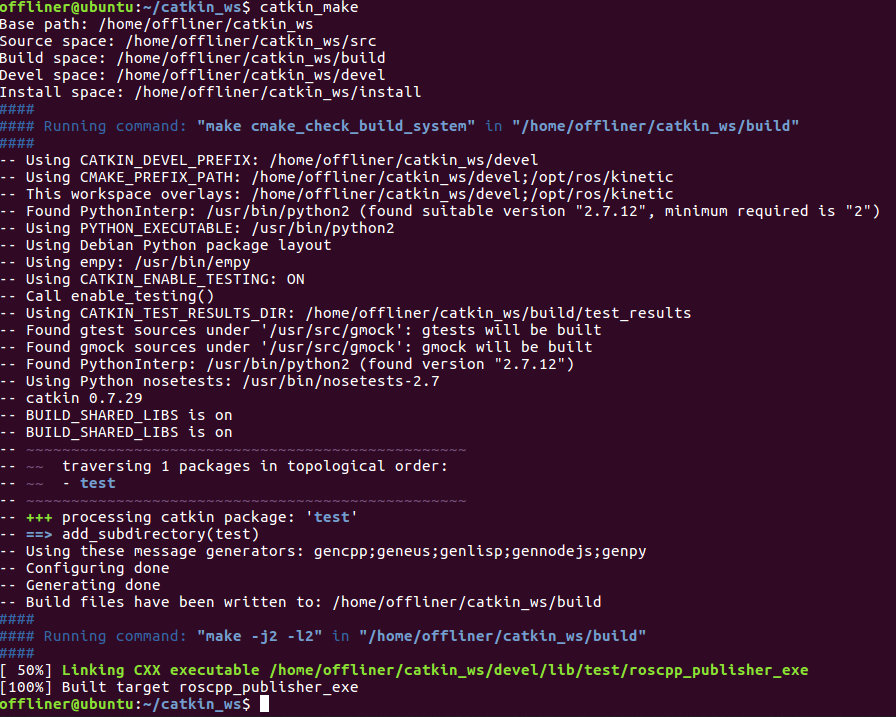 offliner@ubuntu:~/catkin_ws$ catkin_make
Base path: /home/offliner/catkin_ws
Source space: /home/offliner/catkin_ws/src
Build space: /home/offliner/catkin_ws/build
Devel space: /home/offliner/catkin_ws/devel
Install space: /home/offliner/catkin_ws/install
####
#### Running command: "make cmake_check_build_system" in "/home/offliner/catkin_ws/build"
####
-- Using CATKIN_DEVEL_PREFIX: /home/offliner/catkin_ws/devel
-- Using CMAKE_PREFIX_PATH: /home/offliner/catkin_ws/devel;/opt/ros/kinetic
-- This workspace overlays: /home/offliner/catkin_ws/devel;/opt/ros/kinetic
-- Found PythonInterp: /usr/bin/python2 (found suitable version "2.7.12", minimum required is "2")
-- Using PYTHON_EXECUTABLE: /usr/bin/python2
-- Using Debian Python package layout
-- Using empy: /usr/bin/empy
-- Using CATKIN_ENABLE_TESTING: ON
-- Call enable_testing()
-- Using CATKIN_TEST_RESULTS_DIR: /home/offliner/catkin_ws/build/test_results
-- Found gtest sources under '/usr/src/gmock': gtests will be built
-- Found gmock sources under '/usr/src/gmock': gmock will be built
-- Found PythonInterp: /usr/bin/python2 (found version "2.7.12")
-- Using Python nosetests: /usr/bin/nosetests-2.7
-- catkin 0.7.29
-- BUILD_SHARED_LIBS is on
-- BUILD_SHARED_LIBS is on
-- ~~~~~~~~~~~~~~~~~~~~~~~~~~~~~~~~~~~~~~~~~~~~~~~~~
-- ~~  traversing 1 packages in topological order:
-- ~~  - test
-- ~~~~~~~~~~~~~~~~~~~~~~~~~~~~~~~~~~~~~~~~~~~~~~~~~
-- +++ processing catkin package: 'test'
-- ==> add_subdirectory(test)
-- Using these message generators: gencpp;geneus;genlisp;gennodejs;genpy
-- Configuring done
-- Generating done
-- Build files have been written to: /home/offliner/catkin_ws/build
####
#### Running command: "make -j2 -l2" in "/home/offliner/catkin_ws/build"
####
[ 50%] Linking CXX executable /home/offliner/catkin_ws/devel/lib/test/roscpp_publisher_exe
[100%] Built target roscpp_publisher_exe
offliner@ubuntu:~/catkin_ws$